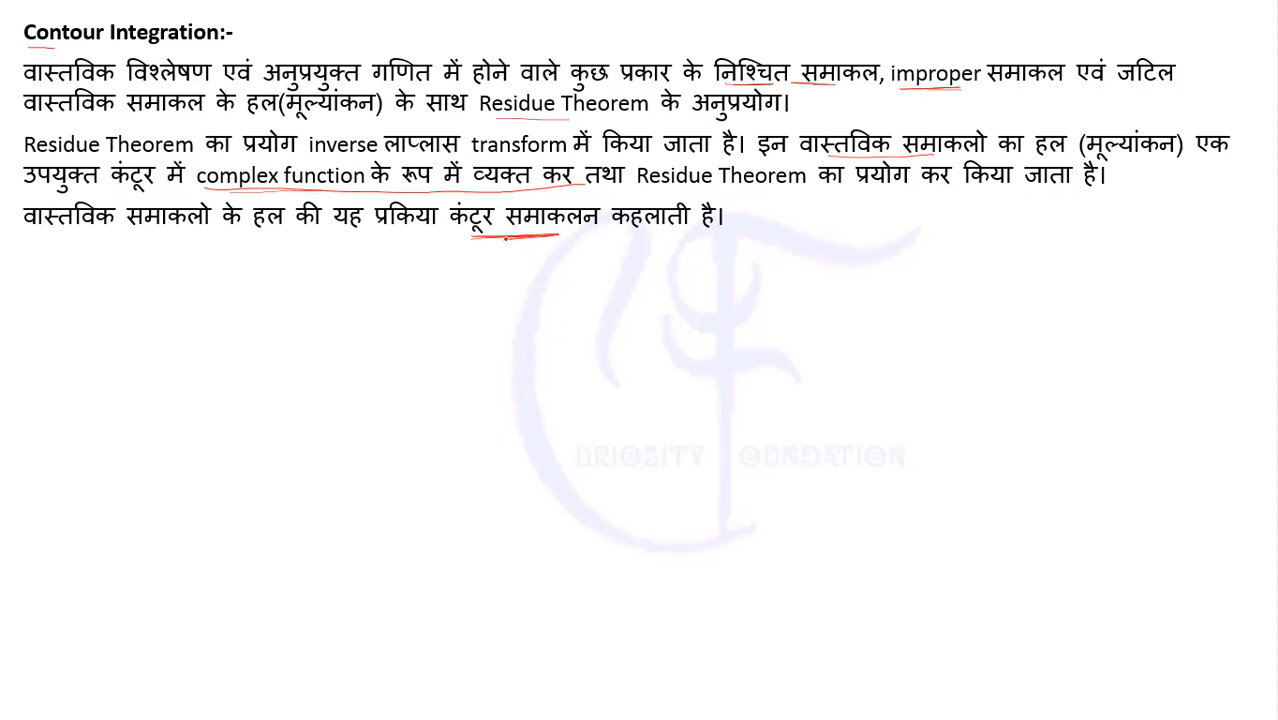 Contour Integration:-
वास्तविक विश्लेषण एवं अनुप्रयुक्त गणित में होने वाले कुछ प्रकार के निश्चित समाकल, improper समाकल एवं जटिल
वास्तविक समाकल के हल(मूल्यांकन) के साथ Residue Theorem के अनुप्रयोग।
Residue Theorem का प्रयोग inverse लाप्लास transform में किया जाता है। इन वास्तविक समाकलो का हल (मूल्यांकन) एक
उपयुक्त कंटूर में complex function के रूप में व्यक्त कर तथा Residue Theorem का प्रयोग कर किया जाता है।
वास्तविक समाकलो के हल की यह प्रकिया कंटूर समाकलन कहलाती है।
URIOSITY OUNDATION